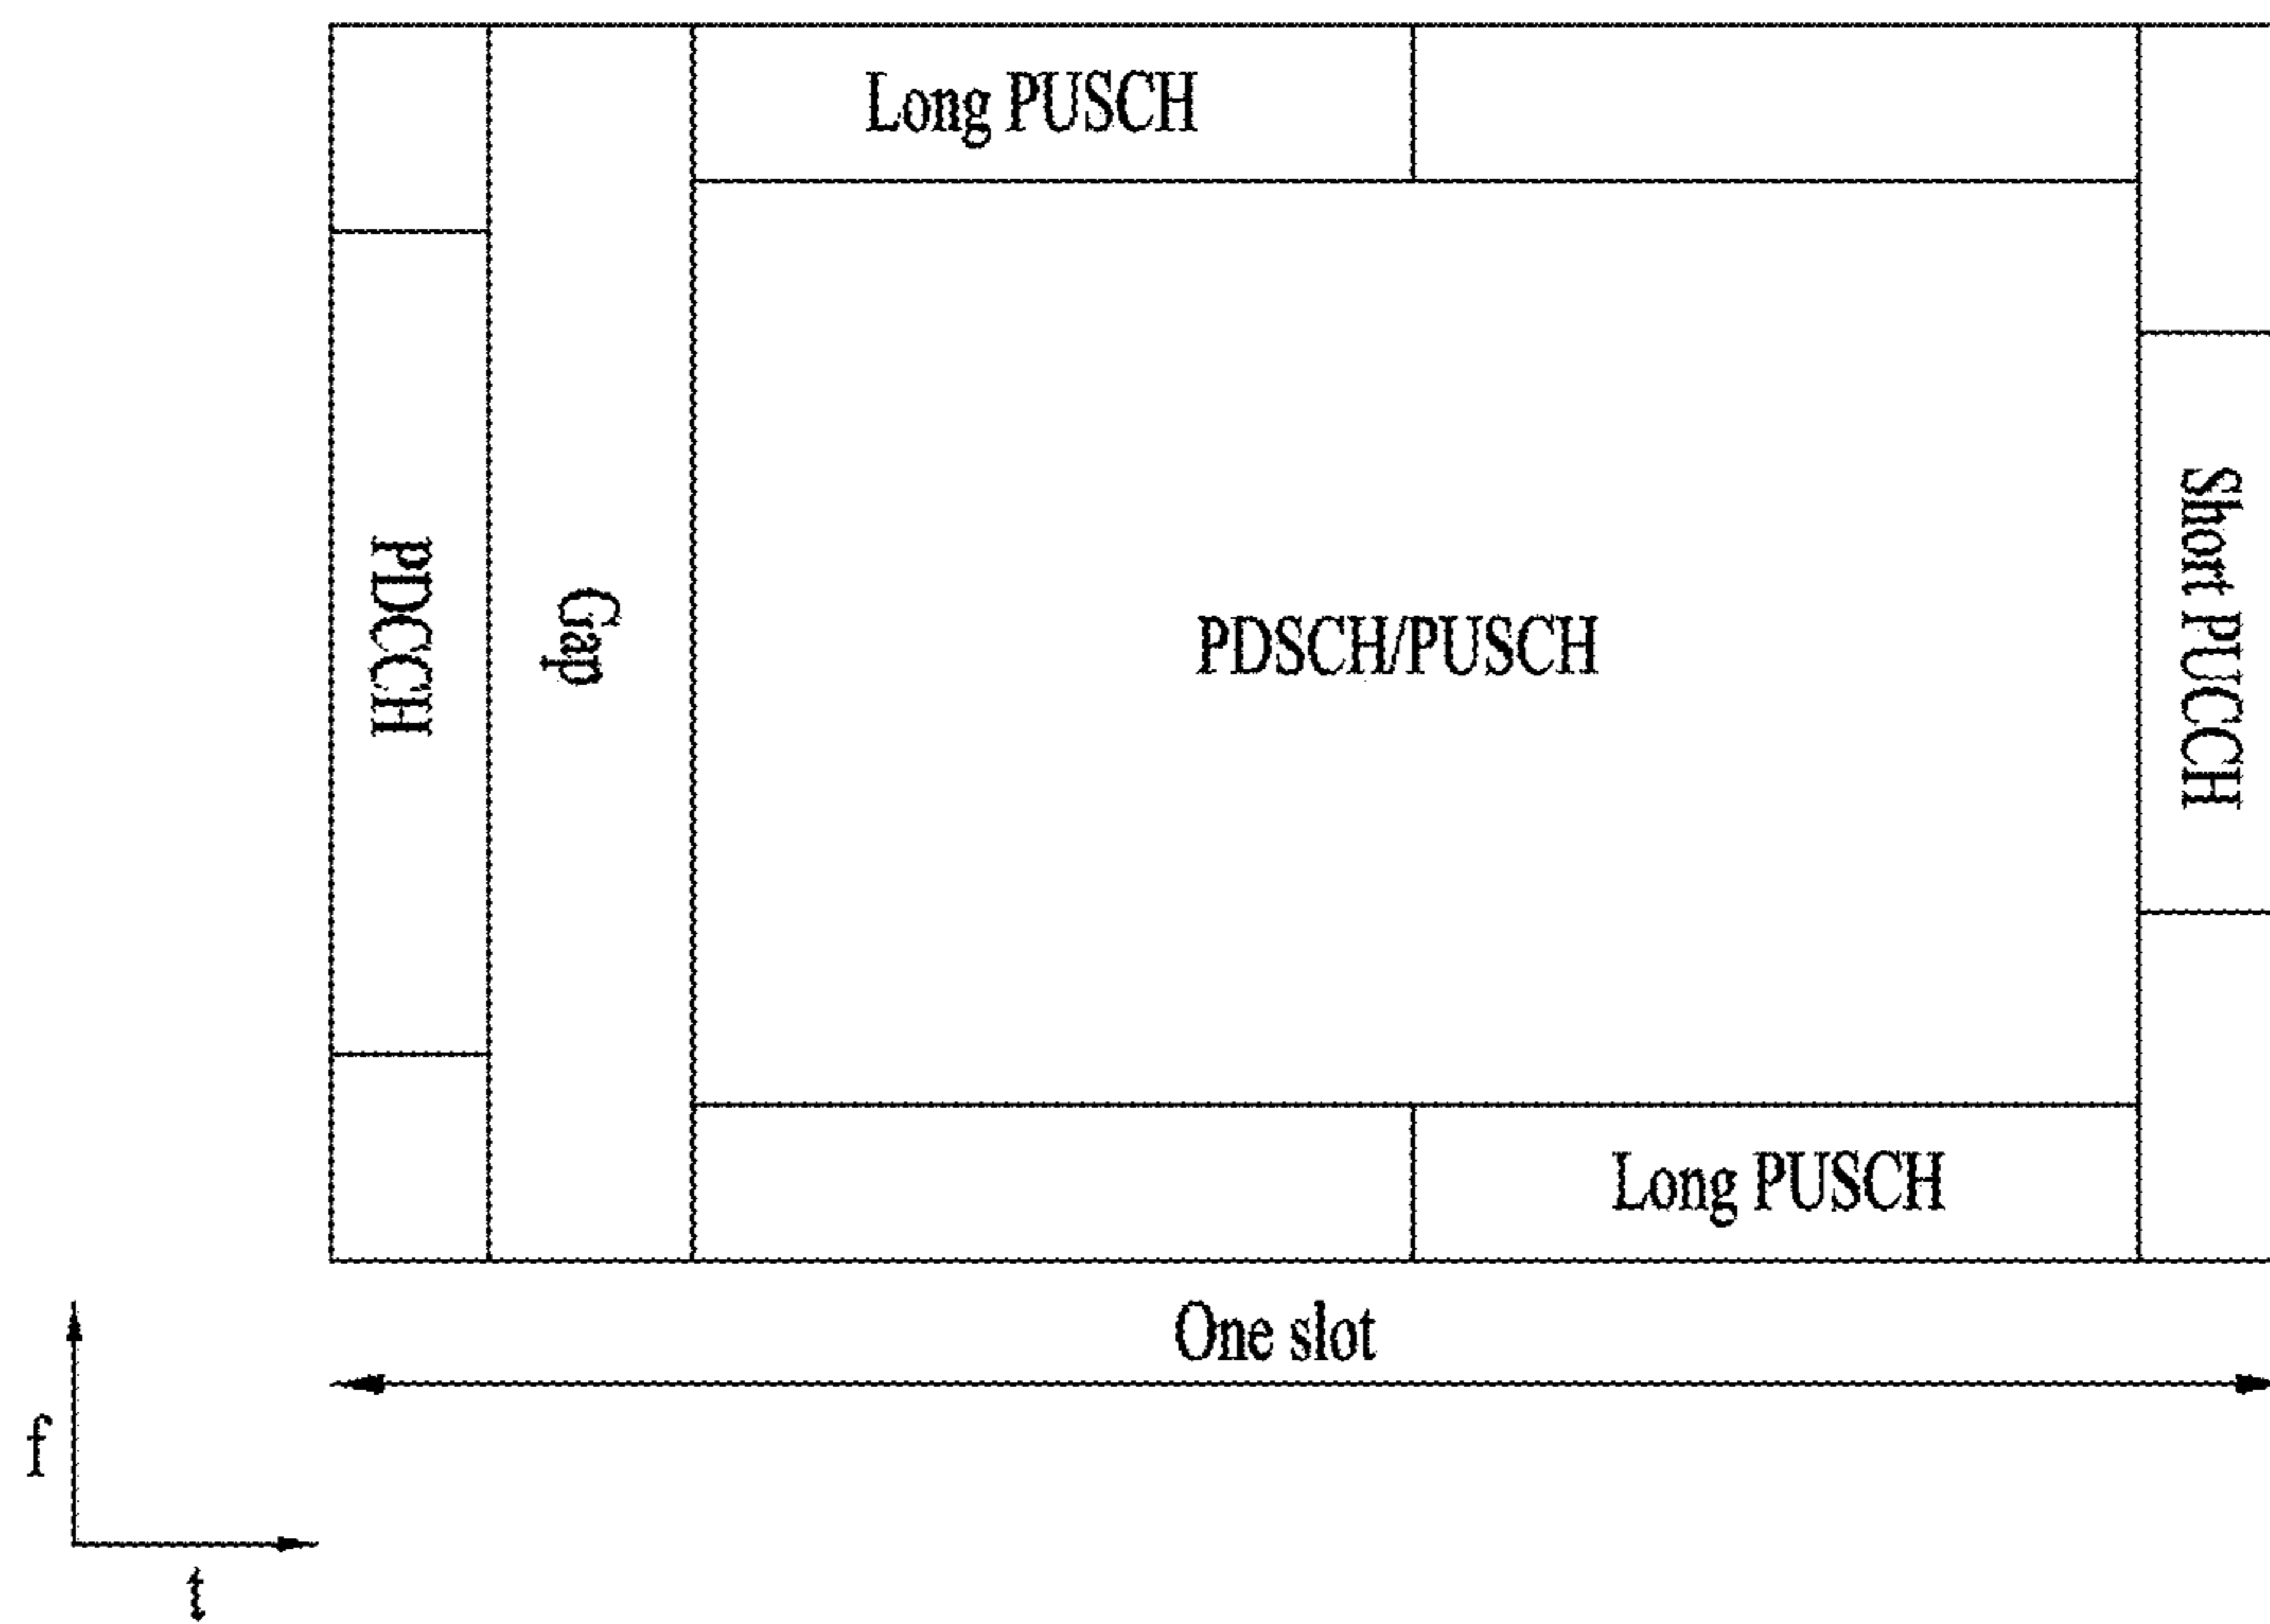 Long PUSCH
PDCCH
Gap
PDSCH/PUSCH
Short PUCCH
Long PUSCH
One slot
f
t